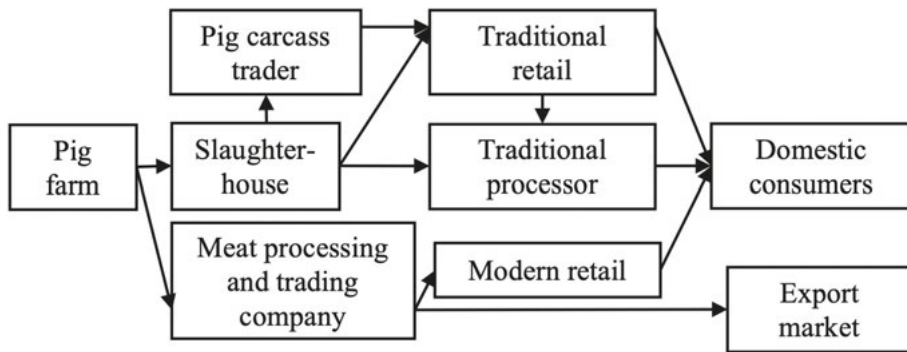 Pig carcass
trader
Traditional
retail
Pig
farm
Slaughter-
house
Traditional
processor
Domestic
consumers
Meat processing
and trading
company
Modern retail
Export
market